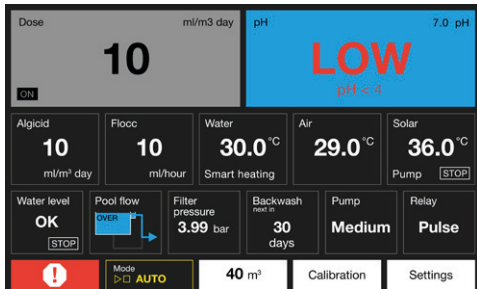 Dose ml/m3 day
10
ON
pH 7.0 pH
LOW
pH < 4
Algicid
10
ml/m³ day
Flocc
10
ml/hour
Water
30.0°C
Smart heating
Air
29.0°C
Solar
36.0°C
Pump STOP
Water level
OK
STOP
Pool flow
OVER
Filter
pressure
3.99 bar
Backwash
next in
30
days
Pump
Medium
Relay
Pulse
!
Mode
AUTO
40 m³
Calibration
Settings